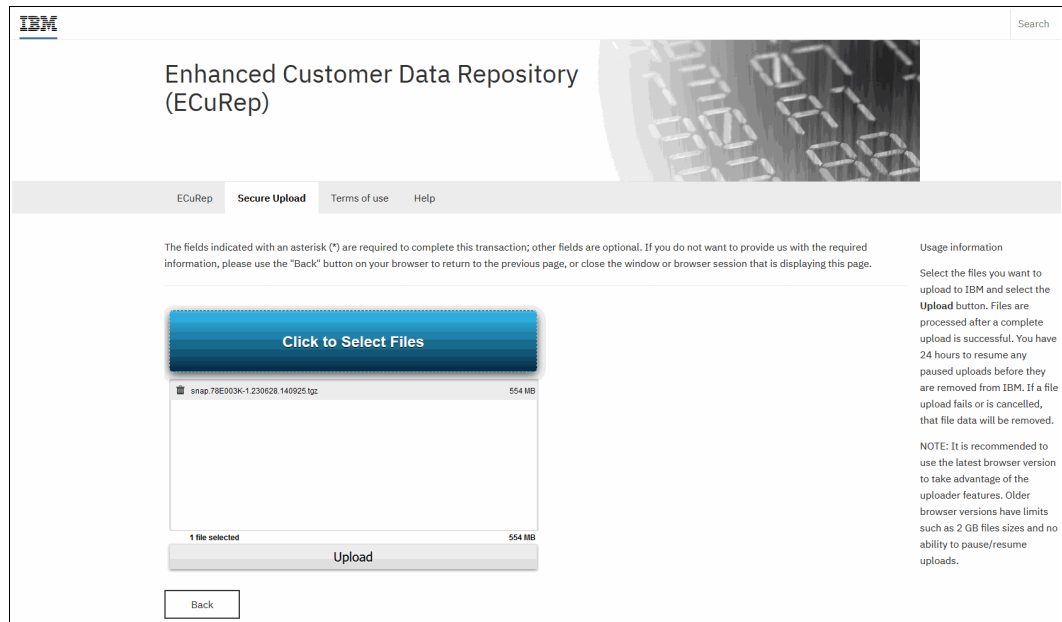 IBM
Search
Enhanced Customer Data Repository
(ECuRep)
ECuRep Secure Upload Terms of use Help
The fields indicated with an asterisk (*) are required to complete this transaction; other fields are optional. If you do not want to provide us with the required
information, please use the "Back" button on your browser to return to the previous page, or close the window or browser session that is displaying this page.
Click to Select Files
snap.78E003K-1.230628.140925.tgz 554 MB
1 file selected 554 MB
Upload
Back
Usage information
Select the files you want to
upload to IBM and select the
Upload button. Files are
processed after a complete
upload is successful. You have
24 hours to resume any
paused uploads before they
are removed from IBM. If a file
upload fails or is cancelled,
that file data will be removed.
NOTE: It is recommended to
use the latest browser version
to take advantage of the
uploader features. Older
browser versions have limits
such as 2 GB files sizes and no
ability to pause/resume
uploads.